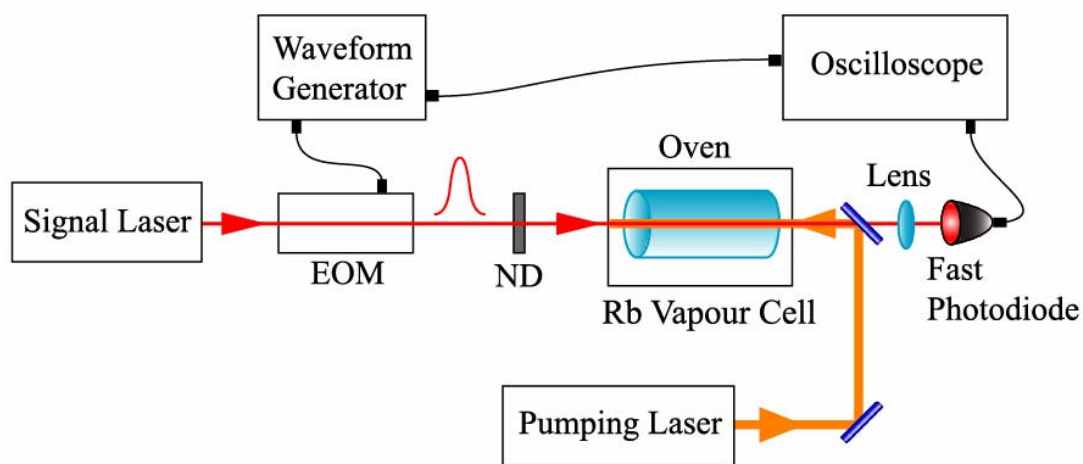 Waveform
Generator
Oscilloscope
Oven
Lens
Signal Laser
EOM
ND
Rb Vapour Cell
Fast
Photodiode
Pumping Laser